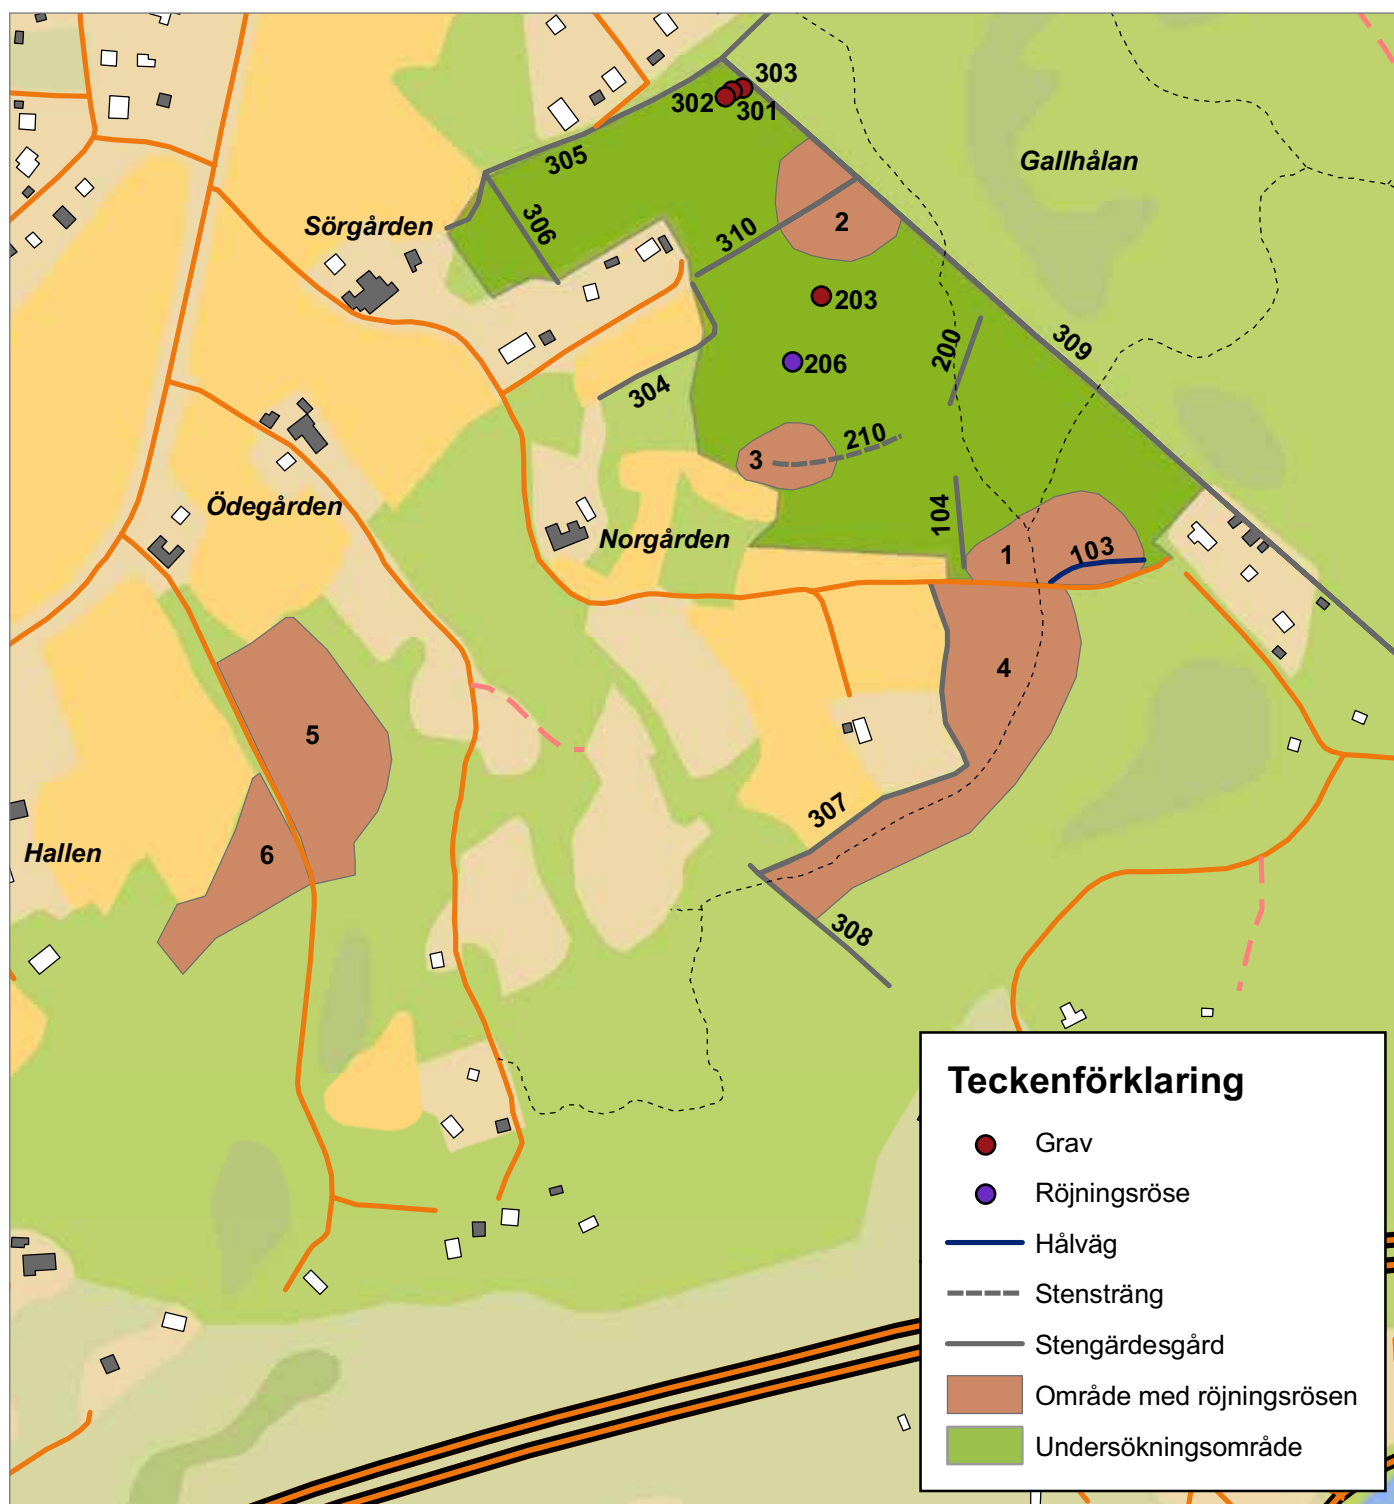 303
302
301
305
Gallhålan
306
Sörgården
310
2
203
200
309
206
304
210
3
Ödegården
104
Norgården
1
103
4
5
307
6
Hallen
308
Teckenförklaring
Grav
Röjningsröse
Hålväg
Stensträng
Stengärdesgård
Område med röjningsrösen
Undersökningsområde